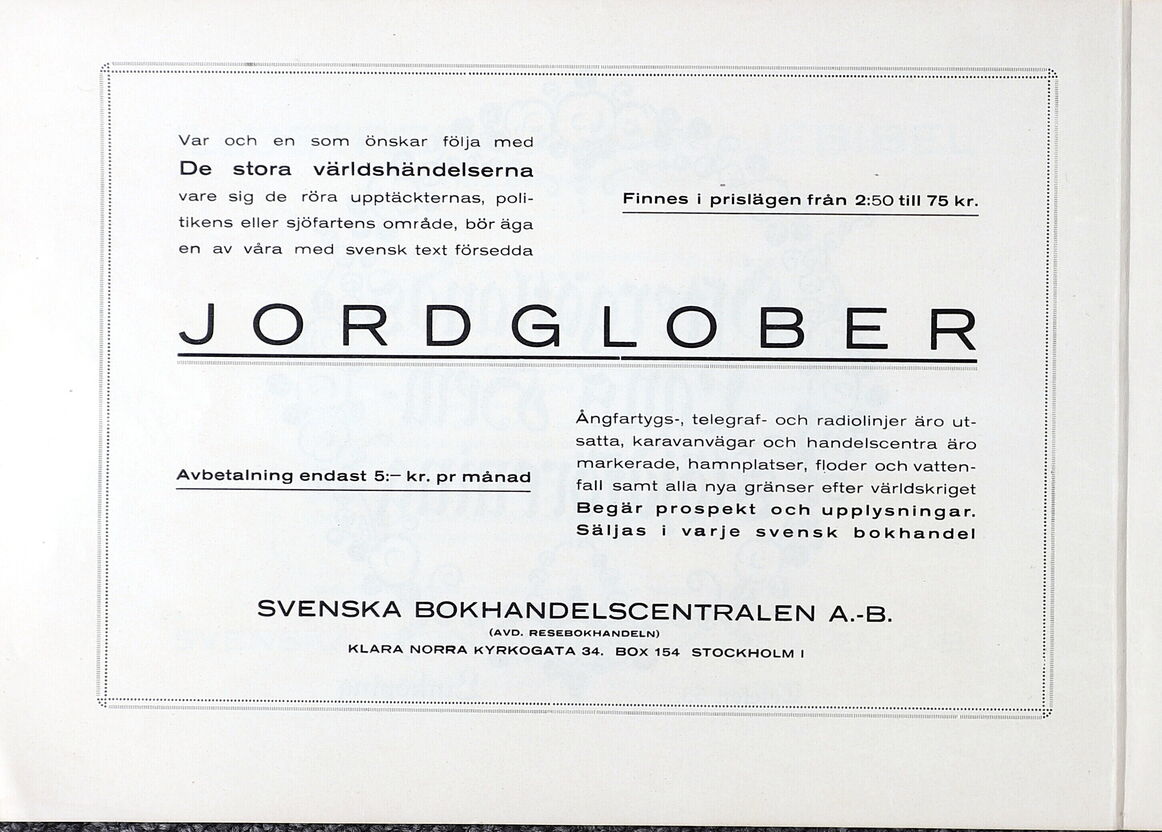 Var och en som önskar följa med
De stora världshändelserna
vare sig de röra upptäckternas, poli-
tikens eller sjöfartens område, bör äga
en av våra med svensk text försedda
Finnes i prislägen från 2:50 till 75 kr.
JORDGLOBER
Avbetalning endast 5:— kr. pr månad
Ångfartygs-, telegraf- och radiolinjer äro ut-
satta, karavanvägar och handelscentra äro
markerade, hamnplatser, floder och vatten-
fall samt alla nya gränser efter världskriget
Begär prospekt och upplysningar.
Säljas i varje svensk bokhandel
SVENSKA BOKHANDELSCENTRALEN A.-B.
(AVD. RESEBOKHANDELN)
KLARA NORRA KYRKOGATA 34. BOX 154 STOCKHOLM I